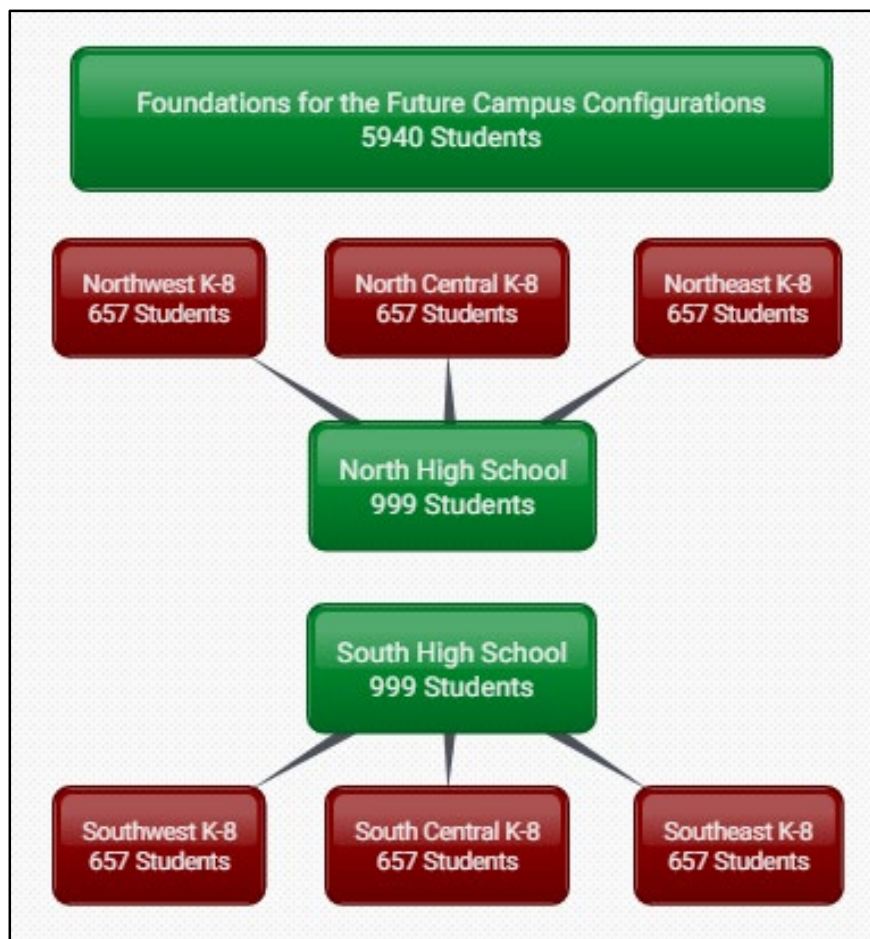 Foundations for the Future Campus Configurations
5940 Students
Northwest K-8
657 Students
North Central K-8
657 Students
Northeast K-8
657 Students
North High School
999 Students
South High School
999 Students
Southwest K-8
657 Students
South Central K-8
657 Students
Southeast K-8
657 Students